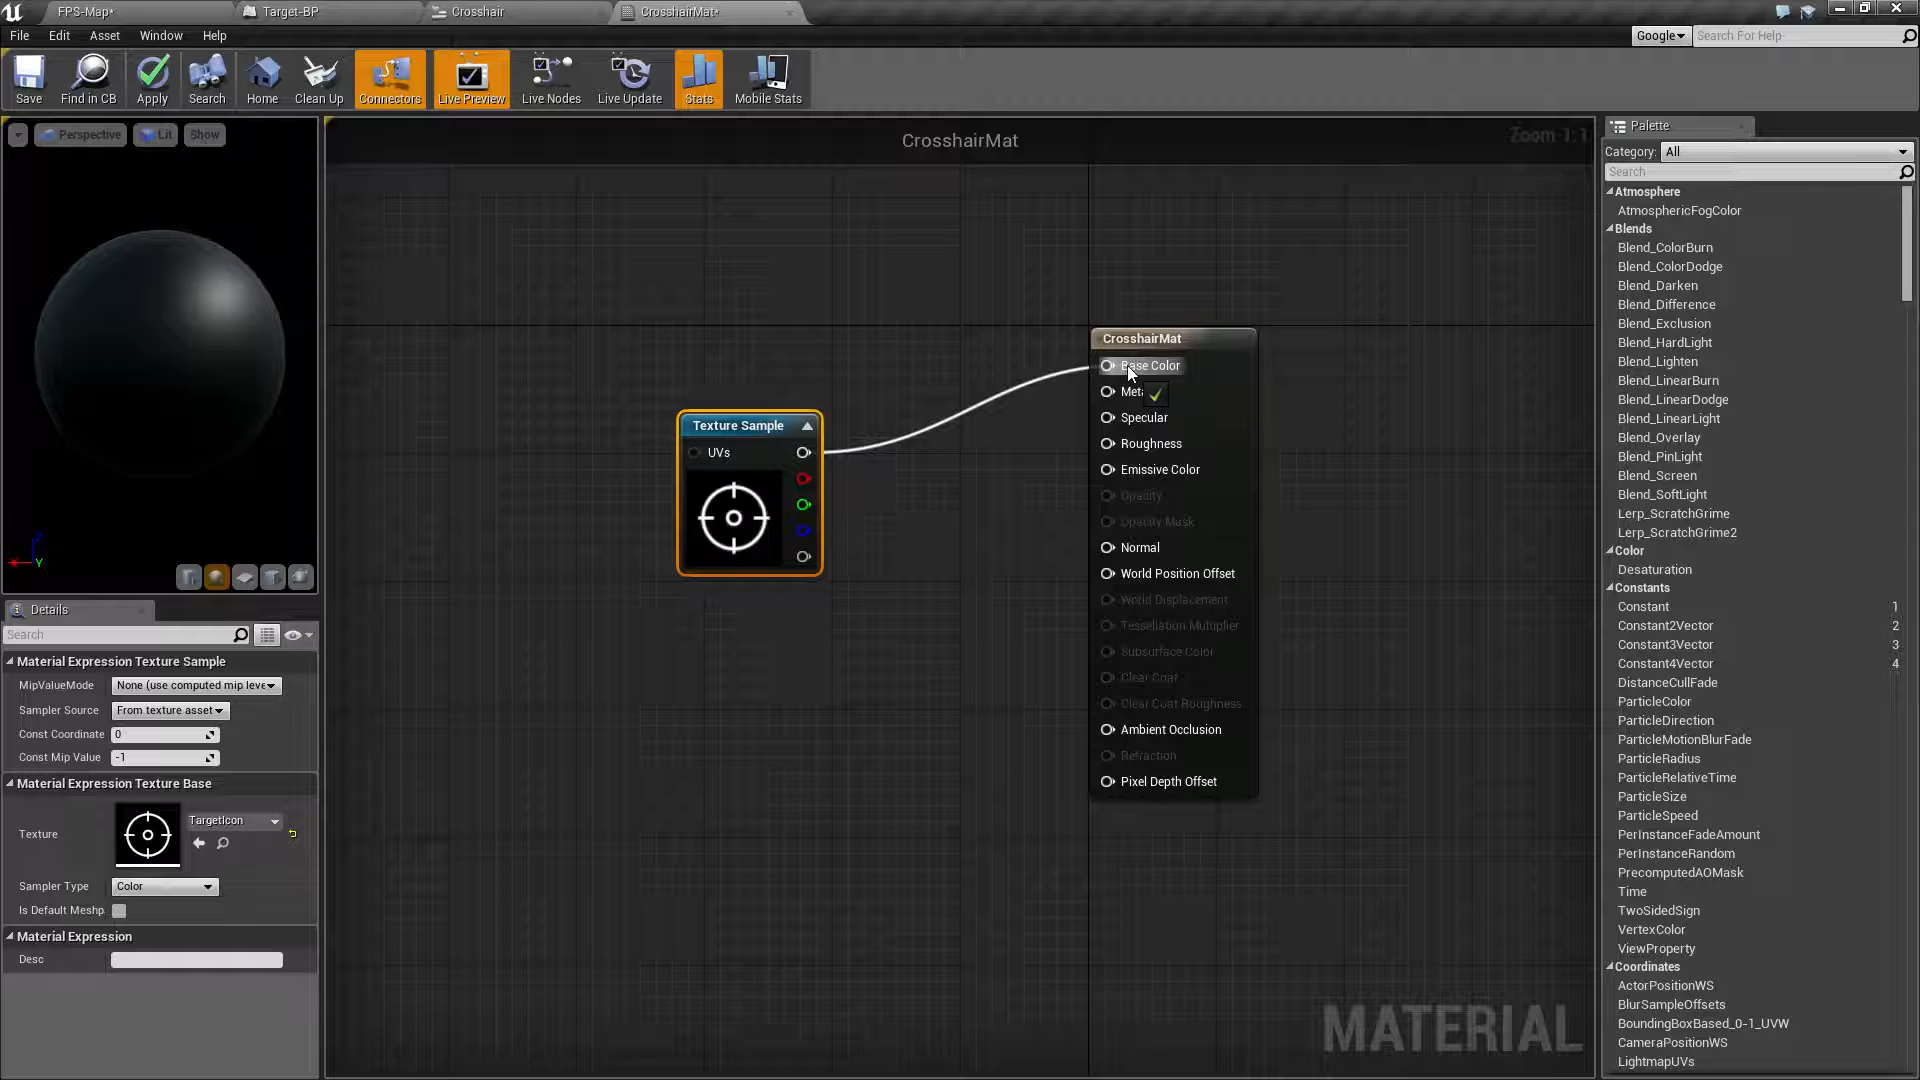 FPS-Map*
Target-BP
Crosshair
CrosshairMat*
File Edit Asset Window Help
Google
Search For Help
Save Find in CB Apply Search Home Clean Up Connectors Live Preview Live Nodes Live Update Stats Mobile Stats
Perspective Lit Show
CrosshairMat
Zoom 1:1
CrosshairMat
Base Color
Meta
Specular
Roughness
Emissive Color
Opacity
Opacity Mask
Normal
World Position Offset
World Displacement
Tessellation Multiplier
Subsurface Color
Clear Coat
Clear Coat Roughness
Ambient Occlusion
Refraction
Pixel Depth Offset
Texture Sample
UVs
MATERIAL
Z
Y
Details
Search
Material Expression Texture Sample
MipValueMode None (use computed mip leve
Sampler Source From texture asset
Const Coordinate 0
Const Mip Value -1
Material Expression Texture Base
Texture TargetIcon
Sampler Type Color
Is Default Meshp
Material Expression
Desc
Palette
Category: All
Search
Atmosphere
AtmosphericFogColor
Blends
Blend_ColorBurn
Blend_ColorDodge
Blend_Darken
Blend_Difference
Blend_Exclusion
Blend_HardLight
Blend_Lighten
Blend_LinearBurn
Blend_LinearDodge
Blend_LinearLight
Blend_Overlay
Blend_PinLight
Blend_Screen
Blend_SoftLight
Lerp_ScratchGrime
Lerp_ScratchGrime2
Color
Desaturation
Constants
Constant 1
Constant2Vector 2
Constant3Vector 3
Constant4Vector 4
DistanceCullFade
ParticleColor
ParticleDirection
ParticleMotionBlurFade
ParticleRadius
ParticleRelativeTime
ParticleSize
ParticleSpeed
PerInstanceFadeAmount
PerInstanceRandom
PrecomputedAOMask
Time
TwoSidedSign
VertexColor
ViewProperty
Coordinates
ActorPositionWS
BlurSampleOffsets
BoundingBoxBased_0-1_UVW
CameraPositionWS
LightmapUVs